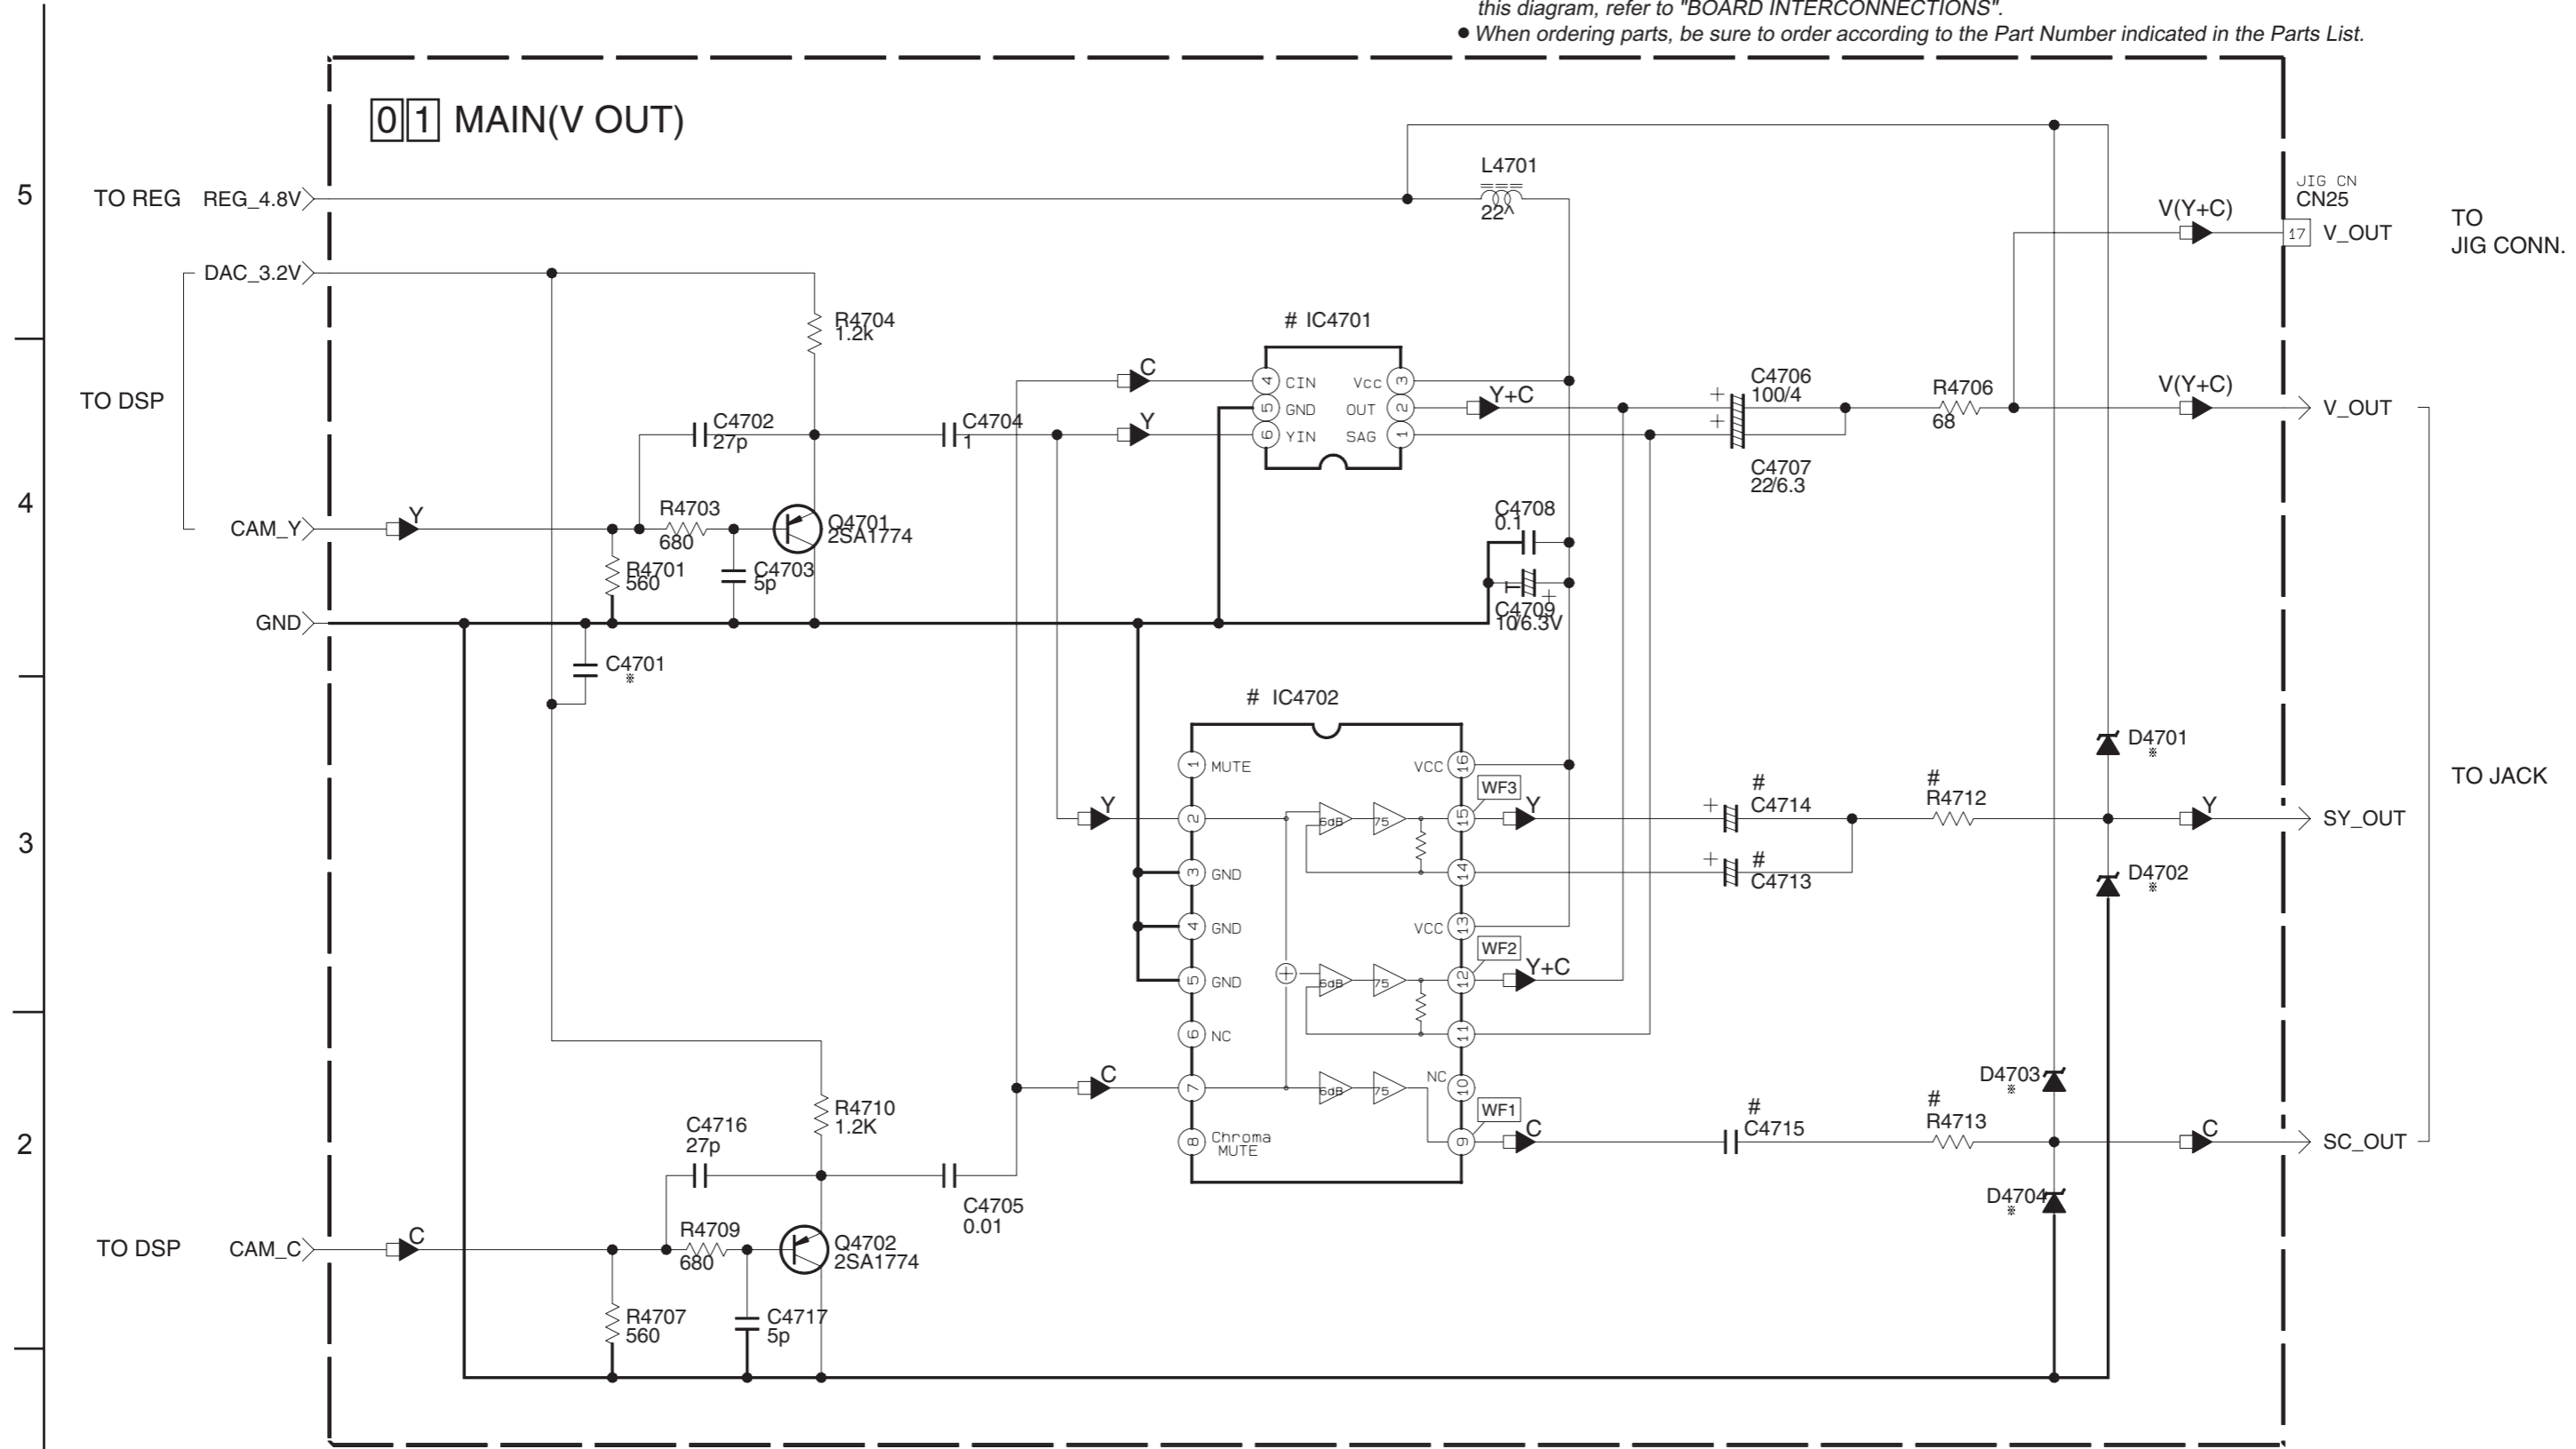 this diagram, refer to "BOARD INTERCONNECTIONS".
● When ordering parts, be sure to order according to the Part Number indicated in the Parts List.
01 MAIN(V OUT)
5
TO REG REG_4.8V
L4701
22^
JIG CN
CN25
V(Y+C)
17 V_OUT
TO
JIG CONN.
DAC_3.2V
R4704
1.2k
# IC4701
TO DSP
C
4 CIN
Vcc 3
5 GND
OUT 2
6 YIN
SAG 1
Y+C
C4706
100/4
+
+
C4707
22/6.3
R4706
68
V(Y+C)
V_OUT
C4702
27p
C4704
1
Y
4
CAM_Y
Y
R4703
680
Q4701
2SA1774
R4701
560
C4703
5p
C4708
0.1
+
C4709
10/6.3V
GND
C4701
※
# IC4702
1 MUTE
VCC 16
WF3
Y
2
6dB
75
15
Y
+
#
C4714
#
R4712
D4701
※
Y
SY_OUT
TO JACK
3
3 GND
14
+
#
C4713
D4702
※
4 GND
VCC 13
WF2
5 GND
6dB
75
12
Y+C
6 NC
11
C
7
6dB
75
NC 10
WF1
8 Chroma
MUTE
9
C
#
C4715
#
R4713
D4703
※
C
SC_OUT
D4704
※
2
R4710
1.2K
C4716
27p
C4705
0.01
TO DSP CAM_C
C
R4709
680
Q4702
2SA1774
R4707
560
C4717
5p